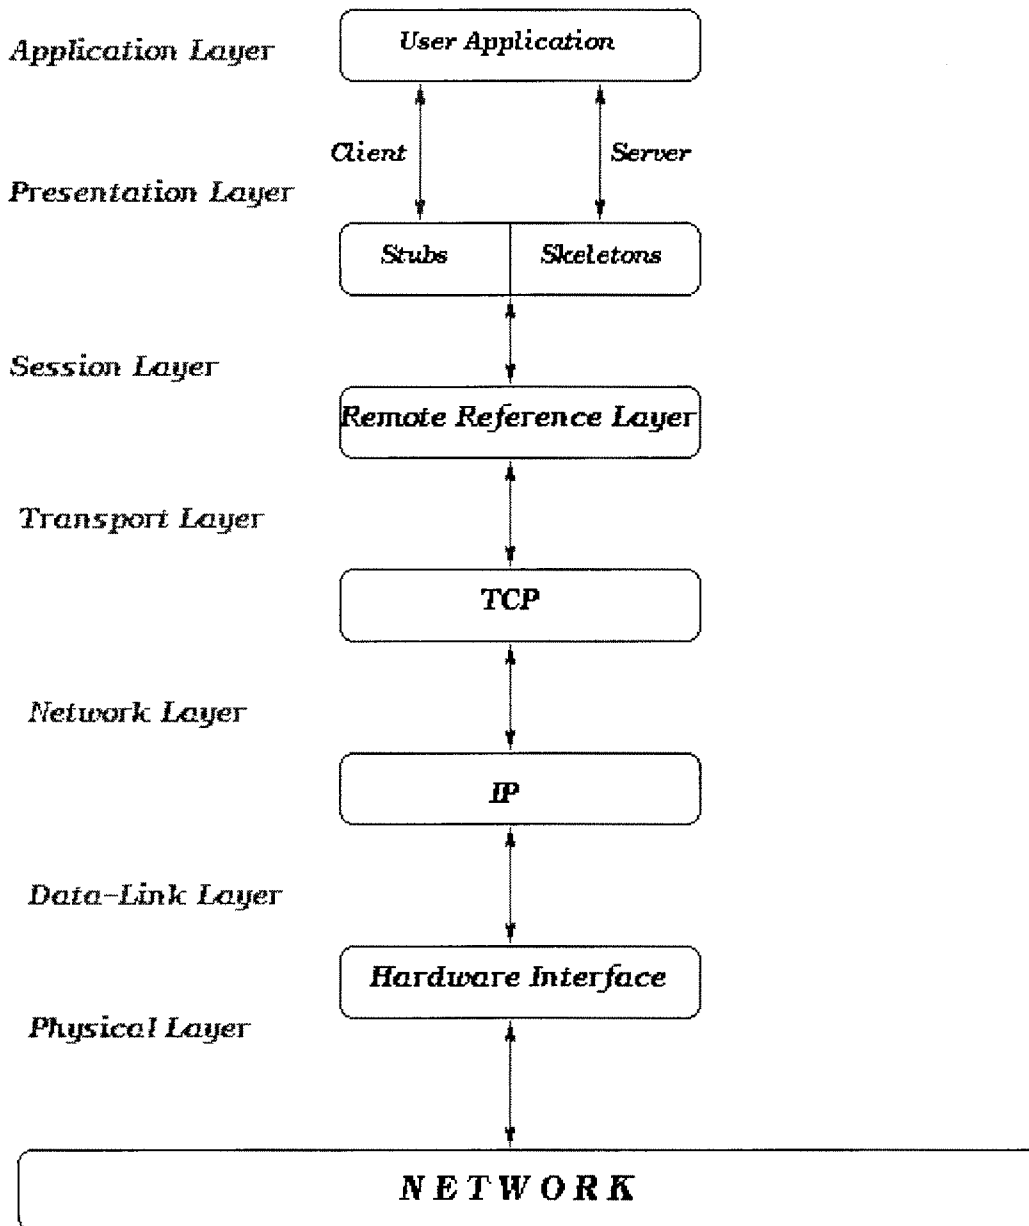 Application Layer
User Application
Client
Server
Presentation Layer
Stubs
Skeletons
Session Layer
Remote Reference Layer
Transport Layer
TCP
Network Layer
IP
Data-Link Layer
Hardware Interface
Physical Layer
NETWORK